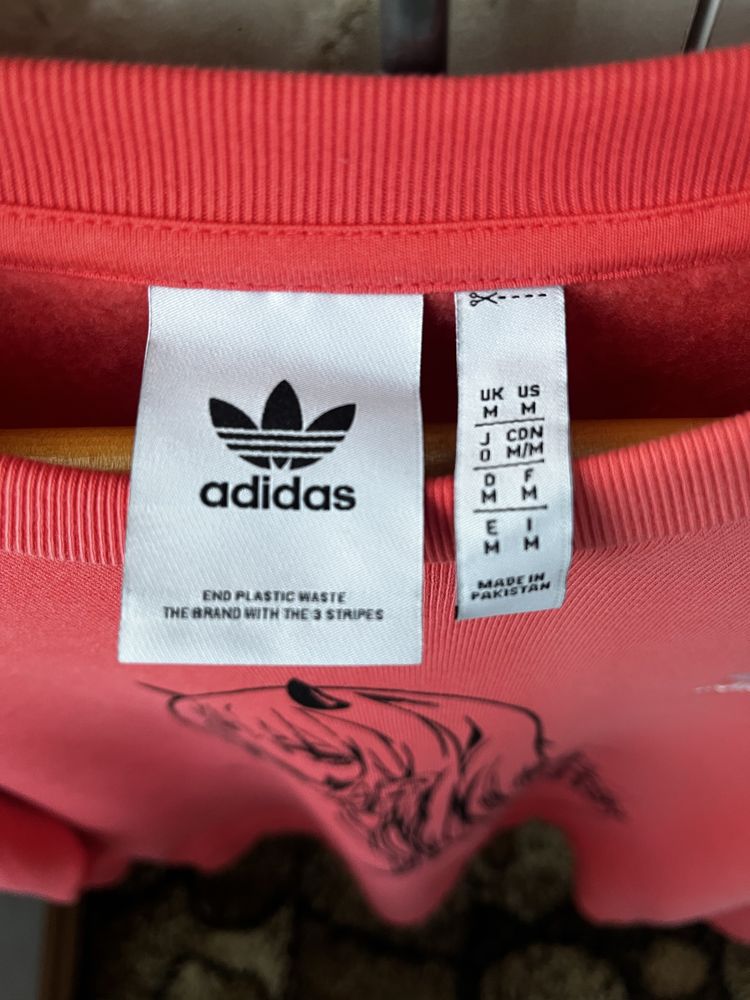 adidas
END PLASTIC WASTE
THE BRAND WITH THE 3 STRIPES
UK US
M M
J CDN
O M/M
D F
M M
E I
M M
MADE IN
PAKISTAN